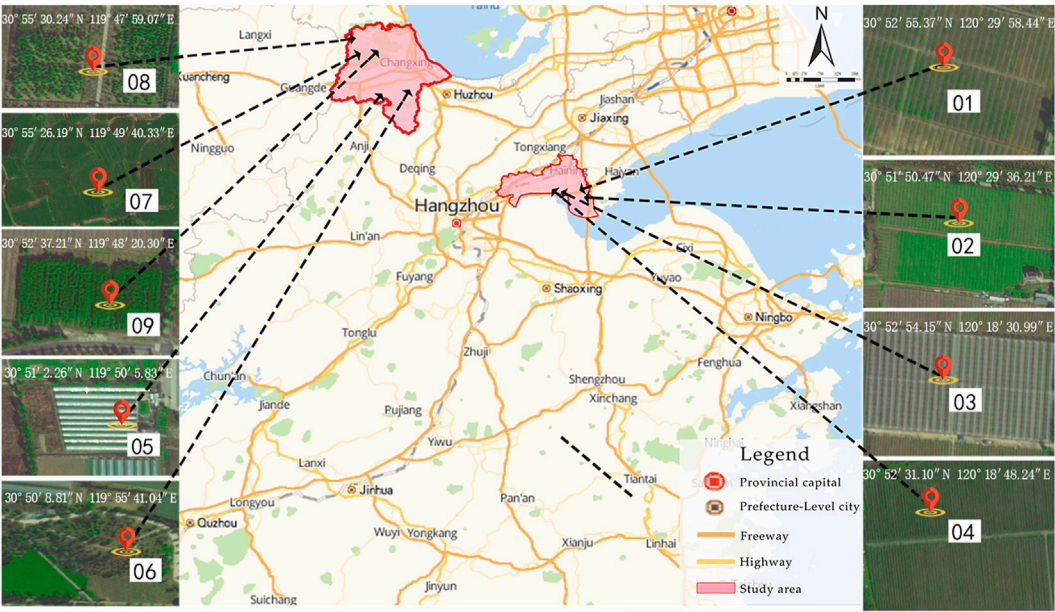 30° 55′ 30.24″ N 119° 47′ 59.07″ E
08
30° 55′ 26.19″ N 119° 49′ 40.33″ E
07
30° 52′ 37.21″ N 119° 48′ 20.30″ E
09
30° 51′ 2.26″ N 119° 50′ 5.83″ E
05
30° 50′ 8.81″ N 119° 55′ 41.04″ E
06
Langxi
Changxing
Guangde
Huzhou
Ningguo
Anji
Deqing
Jiashan
Jiaxing
Tongxiang
Haining
Haiyan
Hangzhou
Lin'an
Fuyang
Cixi
Yuyao
Shaoxing
Ningbo
Tonglu
Zhuji
Fenghua
Chun'an
Shengzhou
Xinchang
Jiande
Pujiang
Xiangshan
Yiwu
Ninghai
Lanxi
Tiantai
Jinhua
Longyou
Pan'an
Quzhou
Wuyi Yongkang
Xianju
Linhai
Jinyun
Suichang
N
Legend
Provincial capital
Prefecture-Level city
Freeway
Highway
Study area
30° 52′ 55.37″ N 120° 29′ 58.44″ E
01
30° 51′ 50.47″ N 120° 29′ 36.21″ E
02
30° 52′ 54.15″ N 120° 18′ 30.99″ E
03
30° 52′ 31.10″ N 120° 18′ 48.24″ E
04